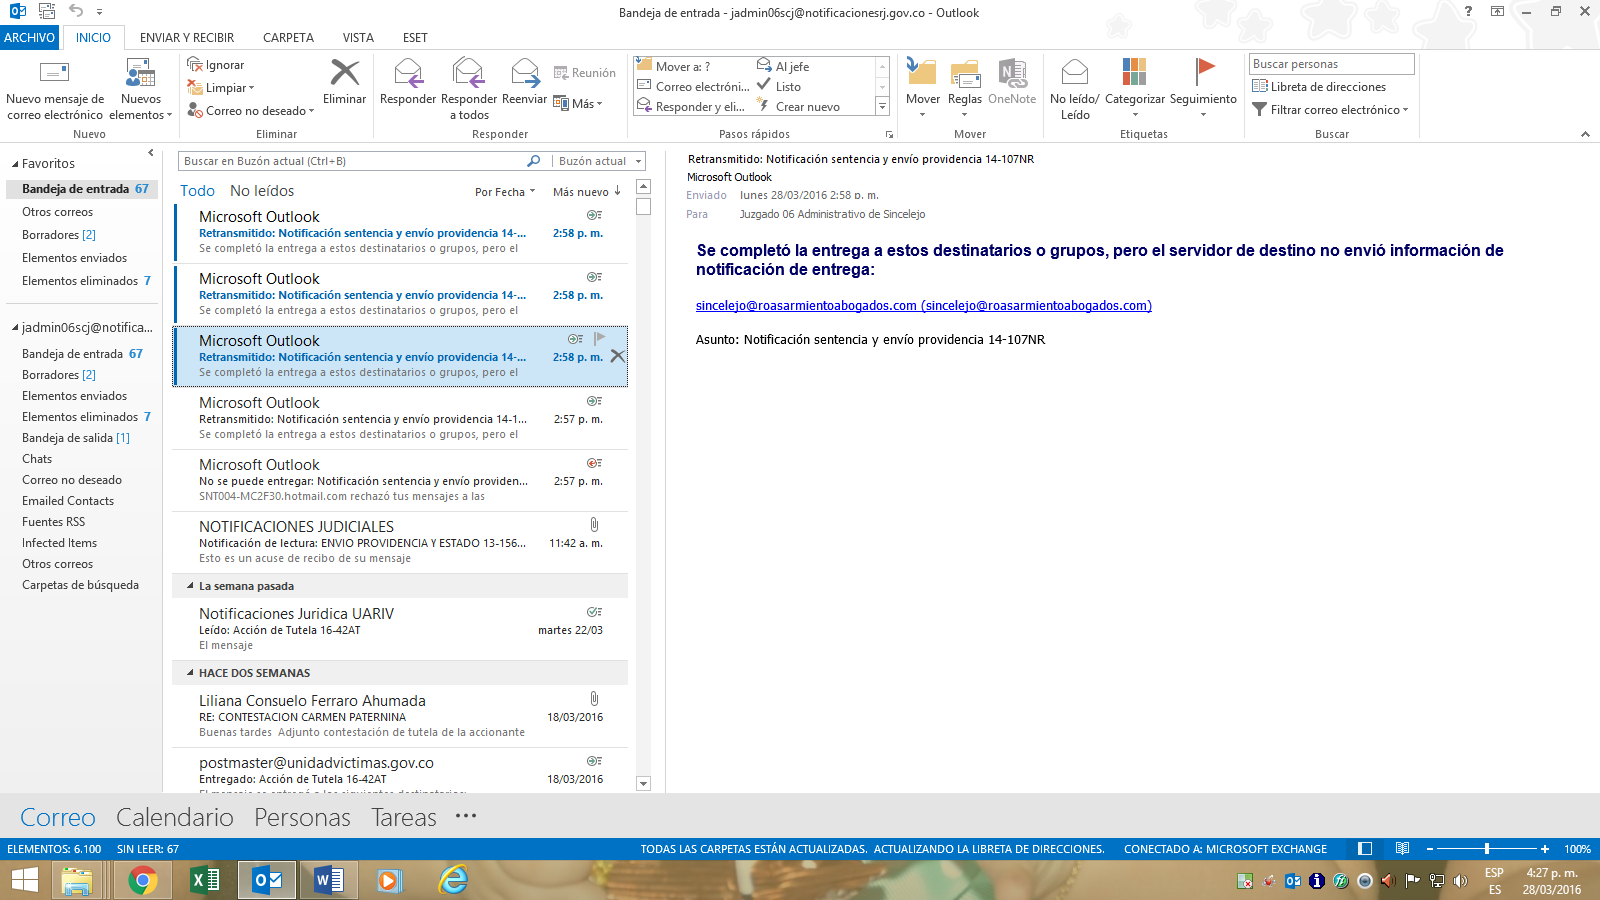 Bandeja de entrada - jadmin06scj@notificacionesrj.gov.co - Outlook
ARCHIVO INICIO ENVIAR Y RECIBIR CARPETA VISTA ESET
Nuevo mensaje de correo electrónico
Nuevos elementos
Nuevo
Ignorar
Limpiar
Correo no deseado
Eliminar
Eliminar
Responder
Responder a todos
Reenviar
Reunión
Más
Responder
Mover a: ?
Correo electróni...
Responder y eli...
Al jefe
Listo
Crear nuevo
Pasos rápidos
Mover
Reglas
OneNote
Mover
No leído/ Leído
Categorizar
Seguimiento
Etiquetas
Buscar personas
Libreta de direcciones
Filtrar correo electrónico
Buscar
Favoritos
Bandeja de entrada 67
Otros correos
Borradores [2]
Elementos enviados
Elementos eliminados 7
jadmin06scj@notifica...
Bandeja de entrada 67
Borradores [2]
Elementos enviados
Elementos eliminados 7
Bandeja de salida [1]
Chats
Correo no deseado
Emailed Contacts
Fuentes RSS
Infected Items
Otros correos
Carpetas de búsqueda
Buscar en Buzón actual (Ctrl+B) Buzón actual
Todo No leídos Por Fecha Más nuevo
Microsoft Outlook
Retransmitido: Notificación sentencia y envío providencia 14-... 2:58 p. m.
Se completó la entrega a estos destinatarios o grupos, pero el
Microsoft Outlook
Retransmitido: Notificación sentencia y envío providencia 14-... 2:58 p. m.
Se completó la entrega a estos destinatarios o grupos, pero el
Microsoft Outlook
Retransmitido: Notificación sentencia y envío providencia 14-... 2:58 p. m.
Se completó la entrega a estos destinatarios o grupos, pero el
Microsoft Outlook
Retransmitido: Notificación sentencia y envío providencia 14-1... 2:57 p. m.
Se completó la entrega a estos destinatarios o grupos, pero el
Microsoft Outlook
No se puede entregar: Notificación sentencia y envío providen... 2:57 p. m.
SNT004-MC2F30.hotmail.com rechazó tus mensajes a las
NOTIFICACIONES JUDICIALES
Notificación de lectura: ENVIO PROVIDENCIA Y ESTADO 13-156... 11:42 a. m.
Esto es un acuse de recibo de su mensaje
La semana pasada
Notificaciones Juridica UARIV
Leído: Acción de Tutela 16-42AT martes 22/03
El mensaje
HACE DOS SEMANAS
Liliana Consuelo Ferraro Ahumada
RE: CONTESTACION CARMEN PATERNINA 18/03/2016
Buenas tardes Adjunto contestación de tutela de la accionante
postmaster@unidadvictimas.gov.co
Entregado: Acción de Tutela 16-42AT 18/03/2016
El mensaje se entregó a los siguientes destinatarios:
Retransmitido: Notificación sentencia y envío providencia 14-107NR
Microsoft Outlook
Enviado lunes 28/03/2016 2:58 p. m.
Para Juzgado 06 Administrativo de Sincelejo
Se completó la entrega a estos destinatarios o grupos, pero el servidor de destino no envió información de
notificación de entrega:
sincelejo@roasarmientoabogados.com (sincelejo@roasarmientoabogados.com)
Asunto: Notificación sentencia y envío providencia 14-107NR
Correo Calendario Personas Tareas ...
ELEMENTOS: 6.100 SIN LEER: 67 TODAS LAS CARPETAS ESTÁN ACTUALIZADAS. ACTUALIZANDO LA LIBRETA DE DIRECCIONES. CONECTADO A: MICROSOFT EXCHANGE 100%
ESP 4:27 p. m.
ES 28/03/2016